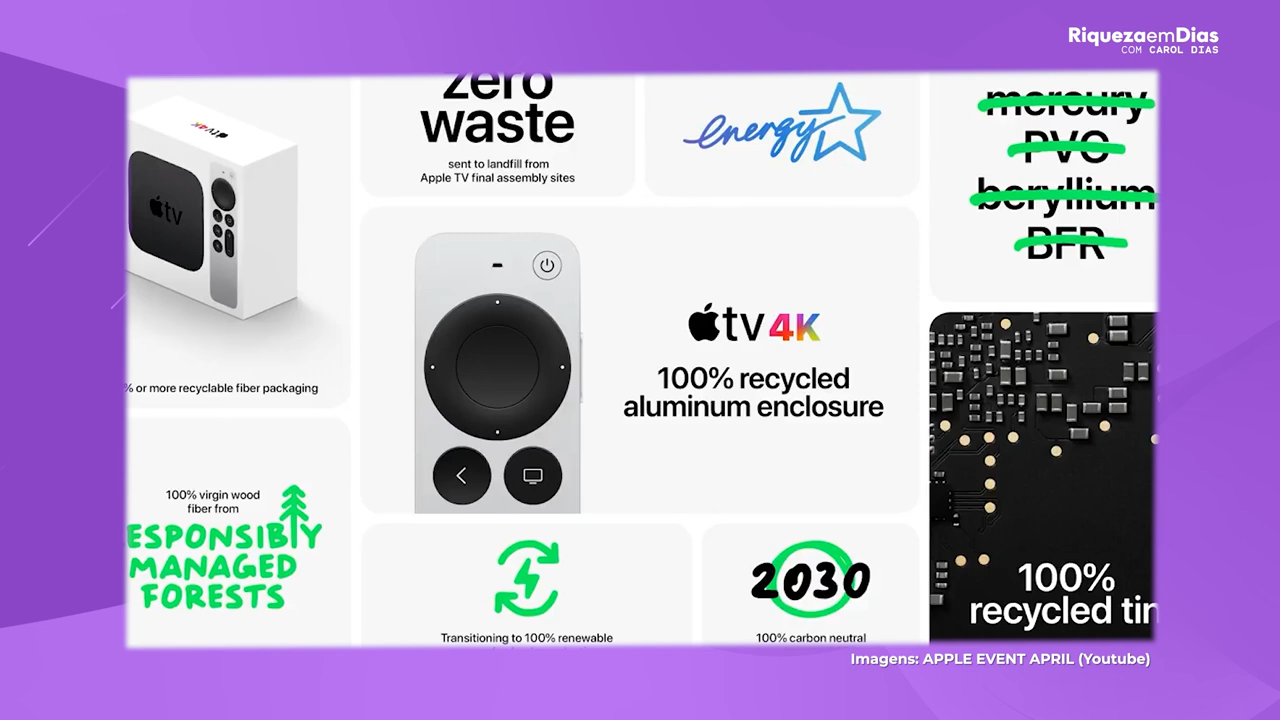 RiquezaemDias
COM CAROL DIAS
tv4K
tv
% or more recyclable fiber packaging
zero
waste
sent to landfill from
Apple TV final assembly sites
energy
mercury
PVC
beryllium
BFR
tv 4K
100% recycled
aluminum enclosure
100% virgin wood
fiber from
ESPONSIBLY
MANAGED
FORESTS
Transitioning to 100% renewable
2030
100% carbon neutral
100%
recycled tin
Imagens: APPLE EVENT APRIL (Youtube)